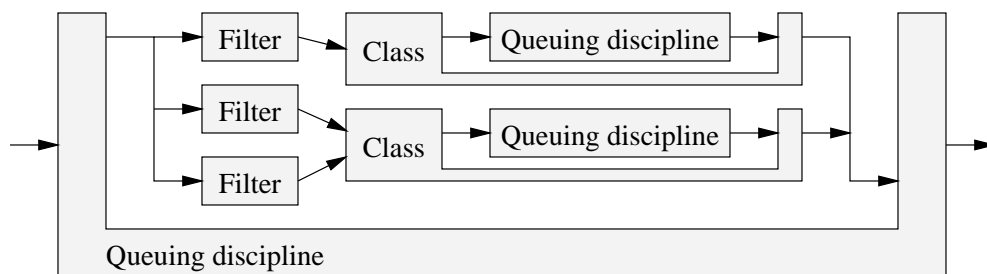 Filter
Class
Queuing discipline
Filter
Class
Queuing discipline
Filter
Queuing discipline